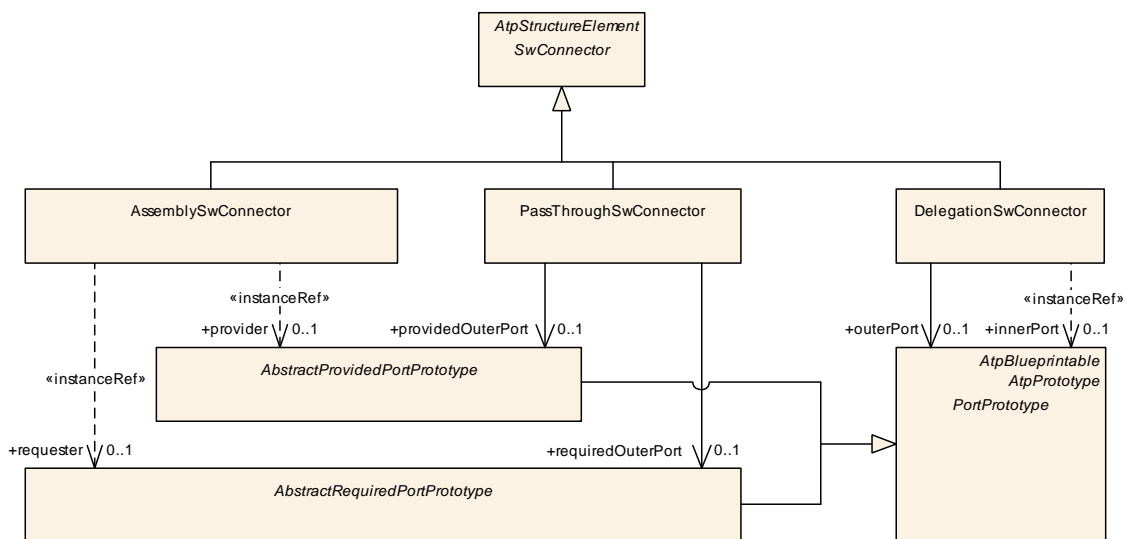 AtpStructureElement
SwConnector
AssemblySwConnector
PassThroughSwConnector
DelegationSwConnector
«instanceRef»
«instanceRef»
+provider 0..1
+providedOuterPort 0..1
+outerPort 0..1
+innerPort 0..1
AbstractProvidedPortPrototype
AtpBlueprintable
AtpPrototype
PortPrototype
«instanceRef»
+requester 0..1
+requiredOuterPort 0..1
AbstractRequiredPortPrototype